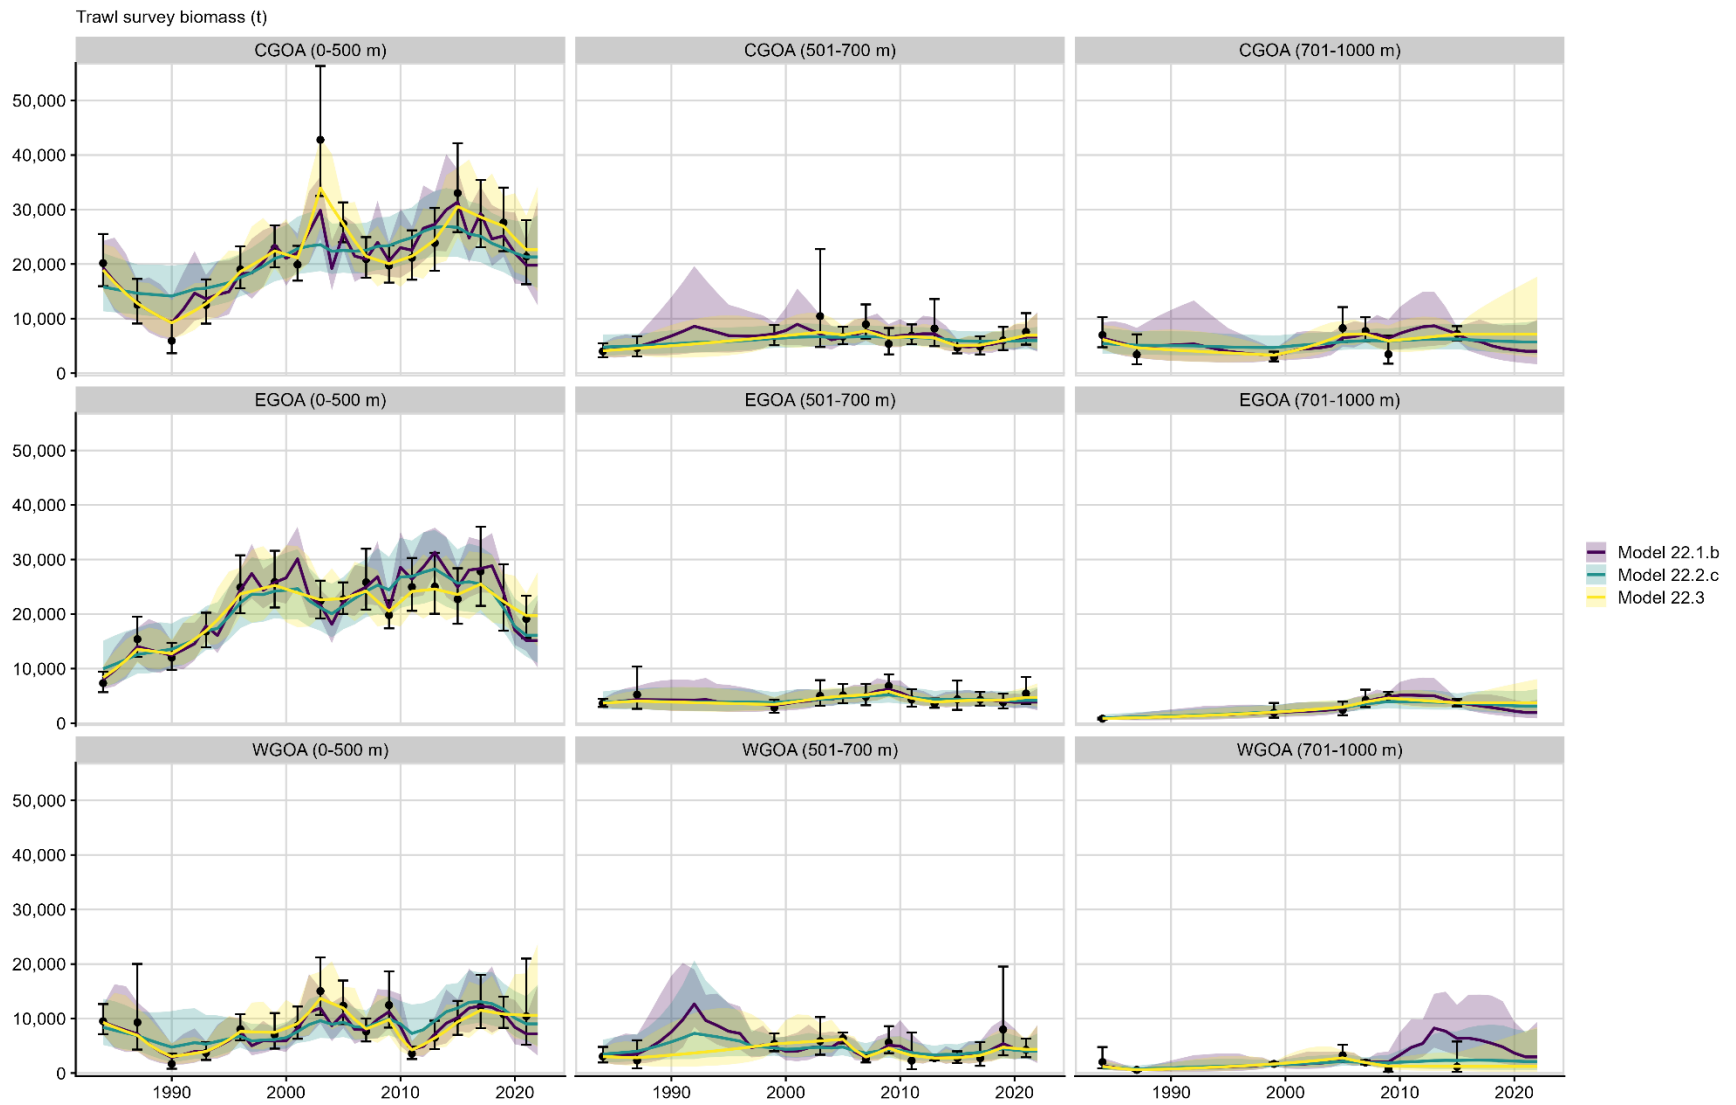 Trawl survey biomass (t)
CGOA (0-500 m) CGOA (501-700 m) CGOA (701-1000 m)
50,000
40,000
30,000
20,000
10,000
0
EGOA (0-500 m) EGOA (501-700 m) EGOA (701-1000 m)
50,000
40,000
30,000
20,000
10,000
0
Model 22.1.b
Model 22.2.c
Model 22.3
WGOA (0-500 m) WGOA (501-700 m) WGOA (701-1000 m)
50,000
40,000
30,000
20,000
10,000
0
1990 2000 2010 2020 1990 2000 2010 2020 1990 2000 2010 2020